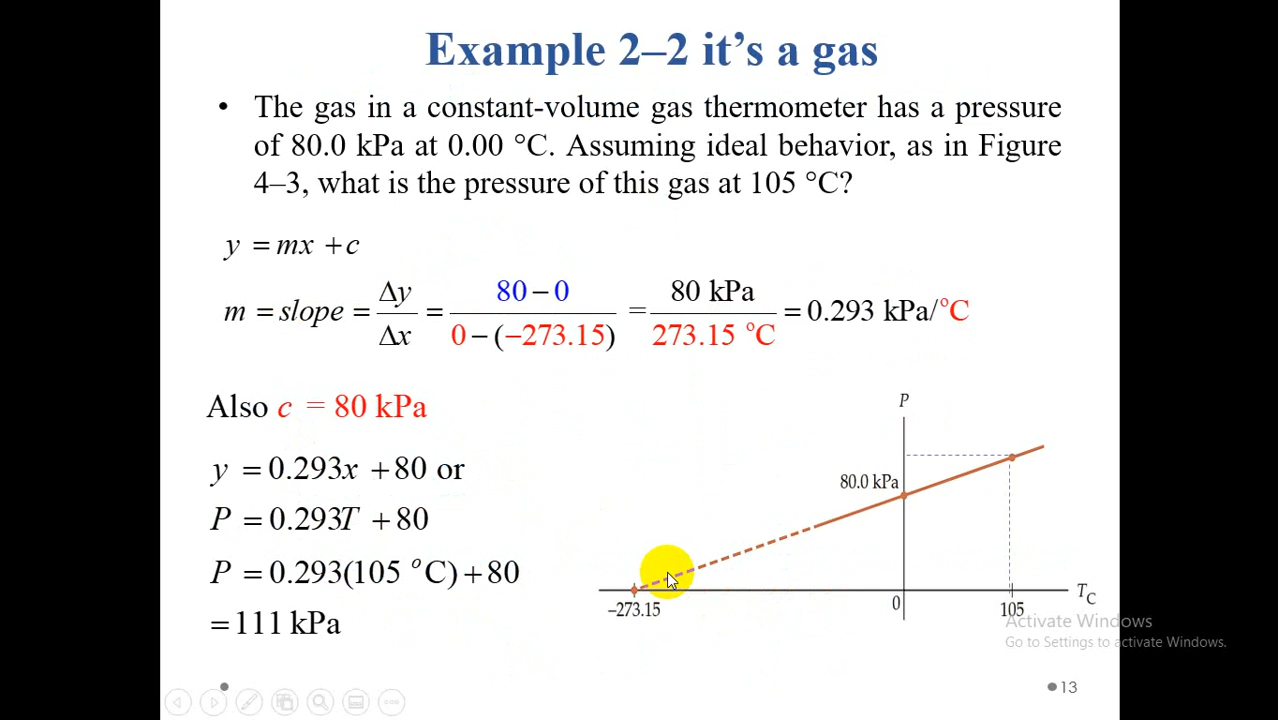 Example 2–2 it’s a gas
• The gas in a constant-volume gas thermometer has a pressure
of 80.0 kPa at 0.00 °C. Assuming ideal behavior, as in Figure
4–3, what is the pressure of this gas at 105 °C?
y = mx + c
m = slope = Δy/Δx = 80 − 0 / 0 − (−273.15) = 80 kPa / 273.15 °C = 0.293 kPa/°C
Also c = 80 kPa
y = 0.293x + 80 or
P = 0.293T + 80
P = 0.293(105 °C) + 80
= 111 kPa
P
80.0 kPa
−273.15
0
105
TC
Activate Windows
Go to Settings to activate Windows.
13